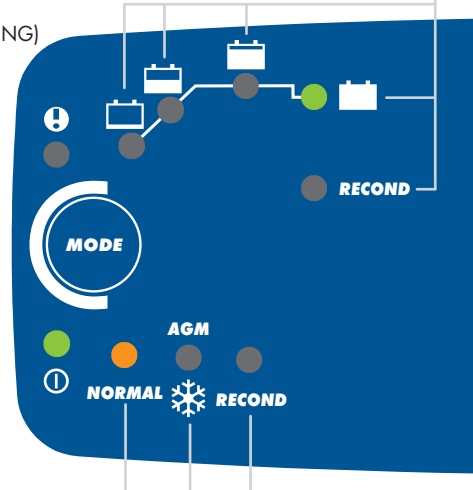 NG)
RECOND
MODE
AGM
NORMAL
RECOND